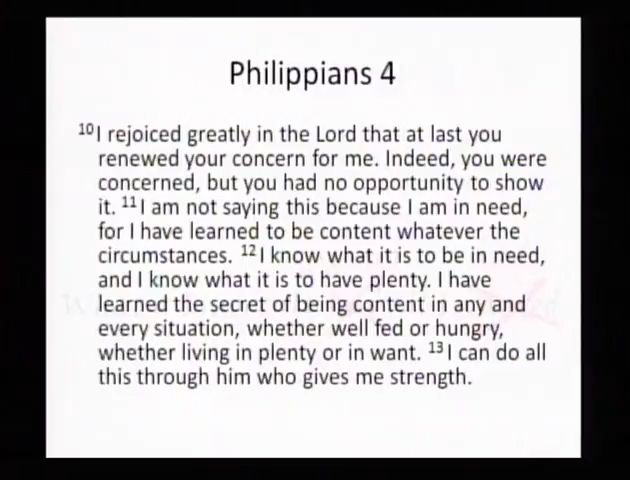 Philippians 4
10 I rejoiced greatly in the Lord that at last you
renewed your concern for me. Indeed, you were
concerned, but you had no opportunity to show
it. 11 I am not saying this because I am in need,
for I have learned to be content whatever the
circumstances. 12 I know what it is to be in need,
and I know what it is to have plenty. I have
learned the secret of being content in any and
every situation, whether well fed or hungry,
whether living in plenty or in want. 13 I can do all
this through him who gives me strength.